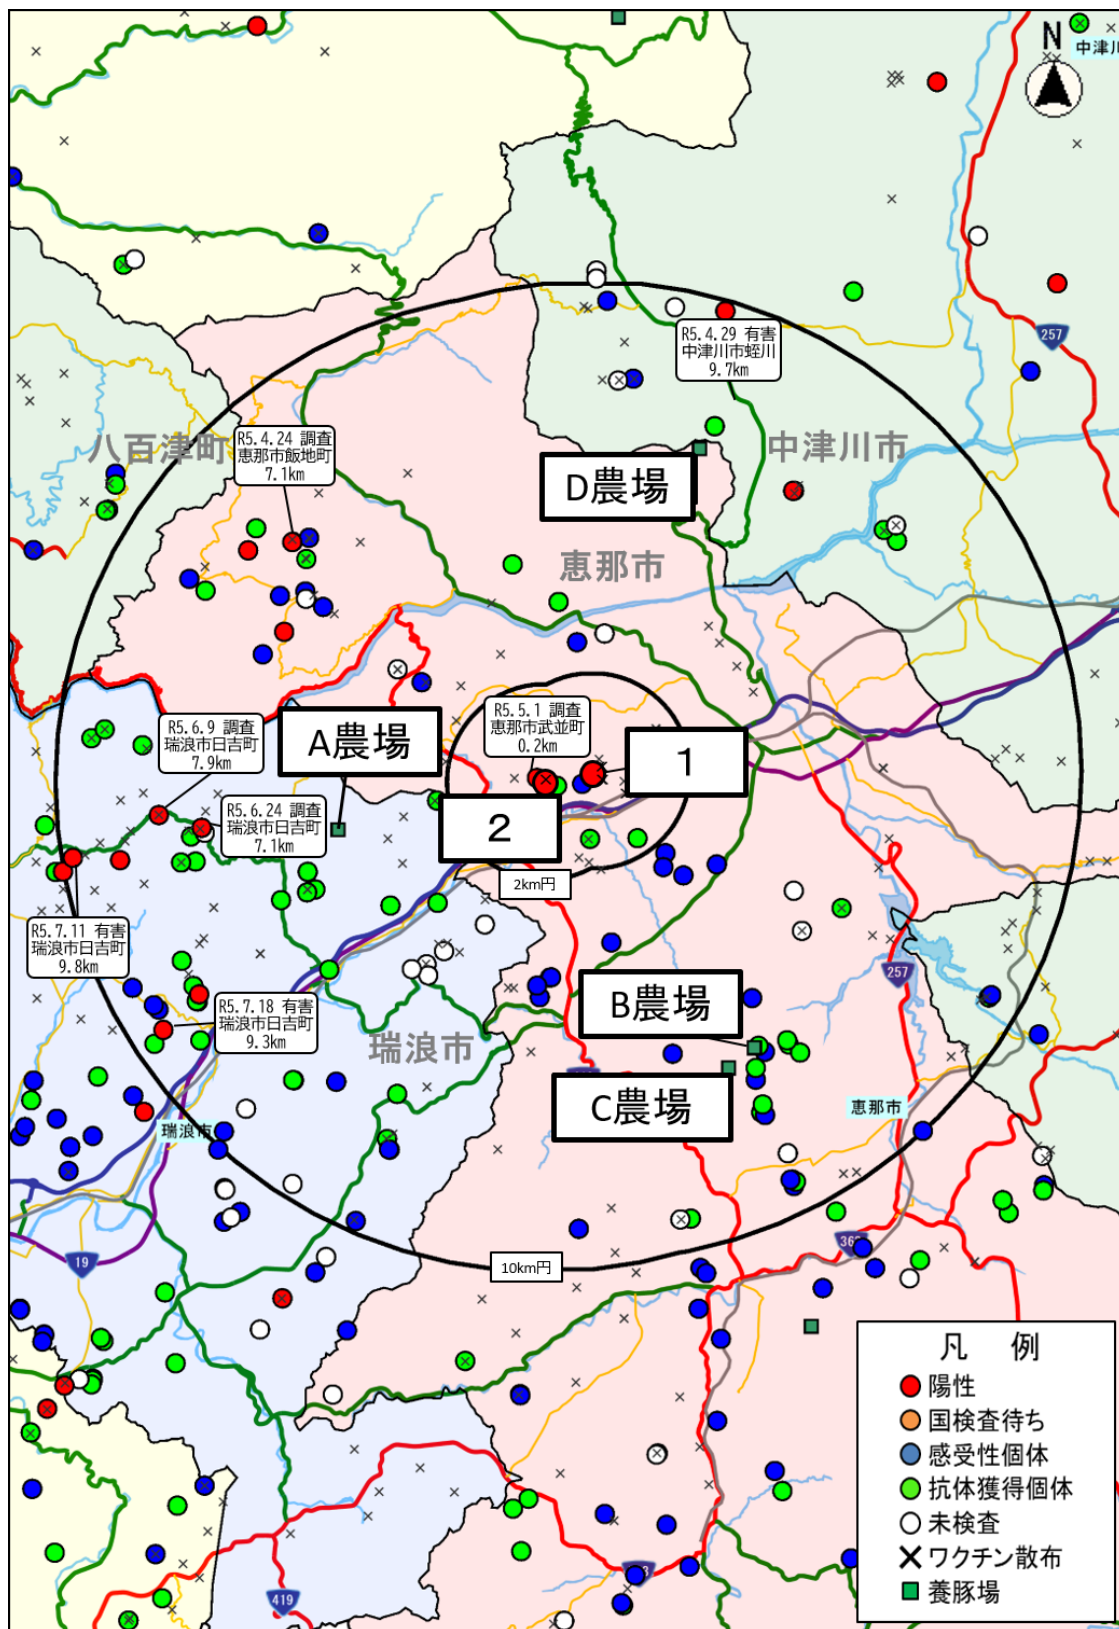 N
中津川
257
R5.4.29 有害
中津川市蛭川
9.7km
R5.4.24 調査
恵那市飯地町
7.1km
八百津町
中津川市
D農場
恵那市
R5.6.9 調査
瑞浪市日吉町
7.9km
A農場
R5.5.1 調査
恵那市武並町
0.2km
1
2
R5.6.24 調査
瑞浪市日吉町
7.1km
2km円
R5.7.11 有害
瑞浪市日吉町
9.8km
257
R5.7.18 有害
瑞浪市日吉町
9.3km
B農場
瑞浪市
C農場
恵那市
瑞浪市
19
10km円
凡 例
陽性
国検査待ち
感受性個体
抗体獲得個体
未検査
ワクチン散布
養豚場
419